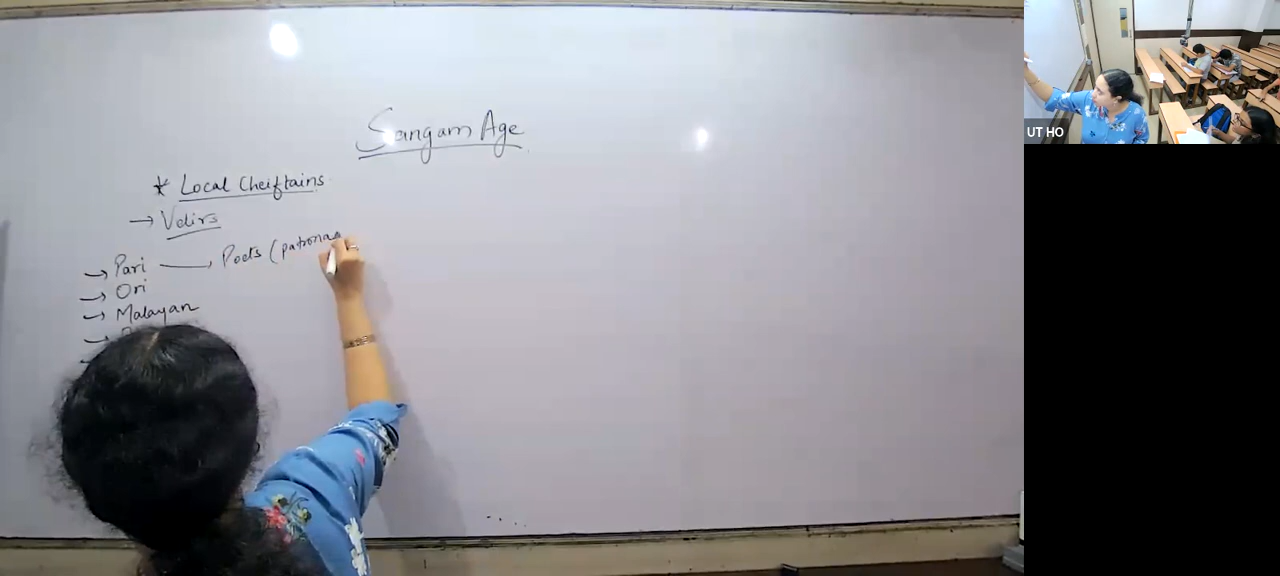 Sangam Age
* Local Cheiftains
→ Velirs
→ Pari → Poets (patrona
→ Ori
→ Malayan
UT HO